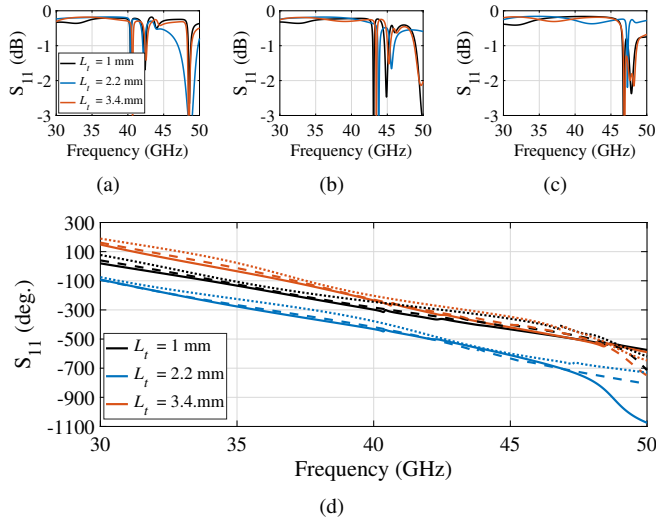 0
-1
-2
-3
S11 (dB)
Lt = 1 mm
Lt = 2.2 mm
Lt = 3.4.mm
30 35 40 45 50
Frequency (GHz)
(a)
0
-1
-2
-3
S11 (dB)
30 35 40 45 50
Frequency (GHz)
(b)
0
-1
-2
-3
S11 (dB)
30 35 40 45 50
Frequency (GHz)
(c)
300
100
-100
-300
-500
-700
-900
-1100
S11 (deg.)
Lt = 1 mm
Lt = 2.2 mm
Lt = 3.4.mm
30 35 40 45 50
Frequency (GHz)
(d)